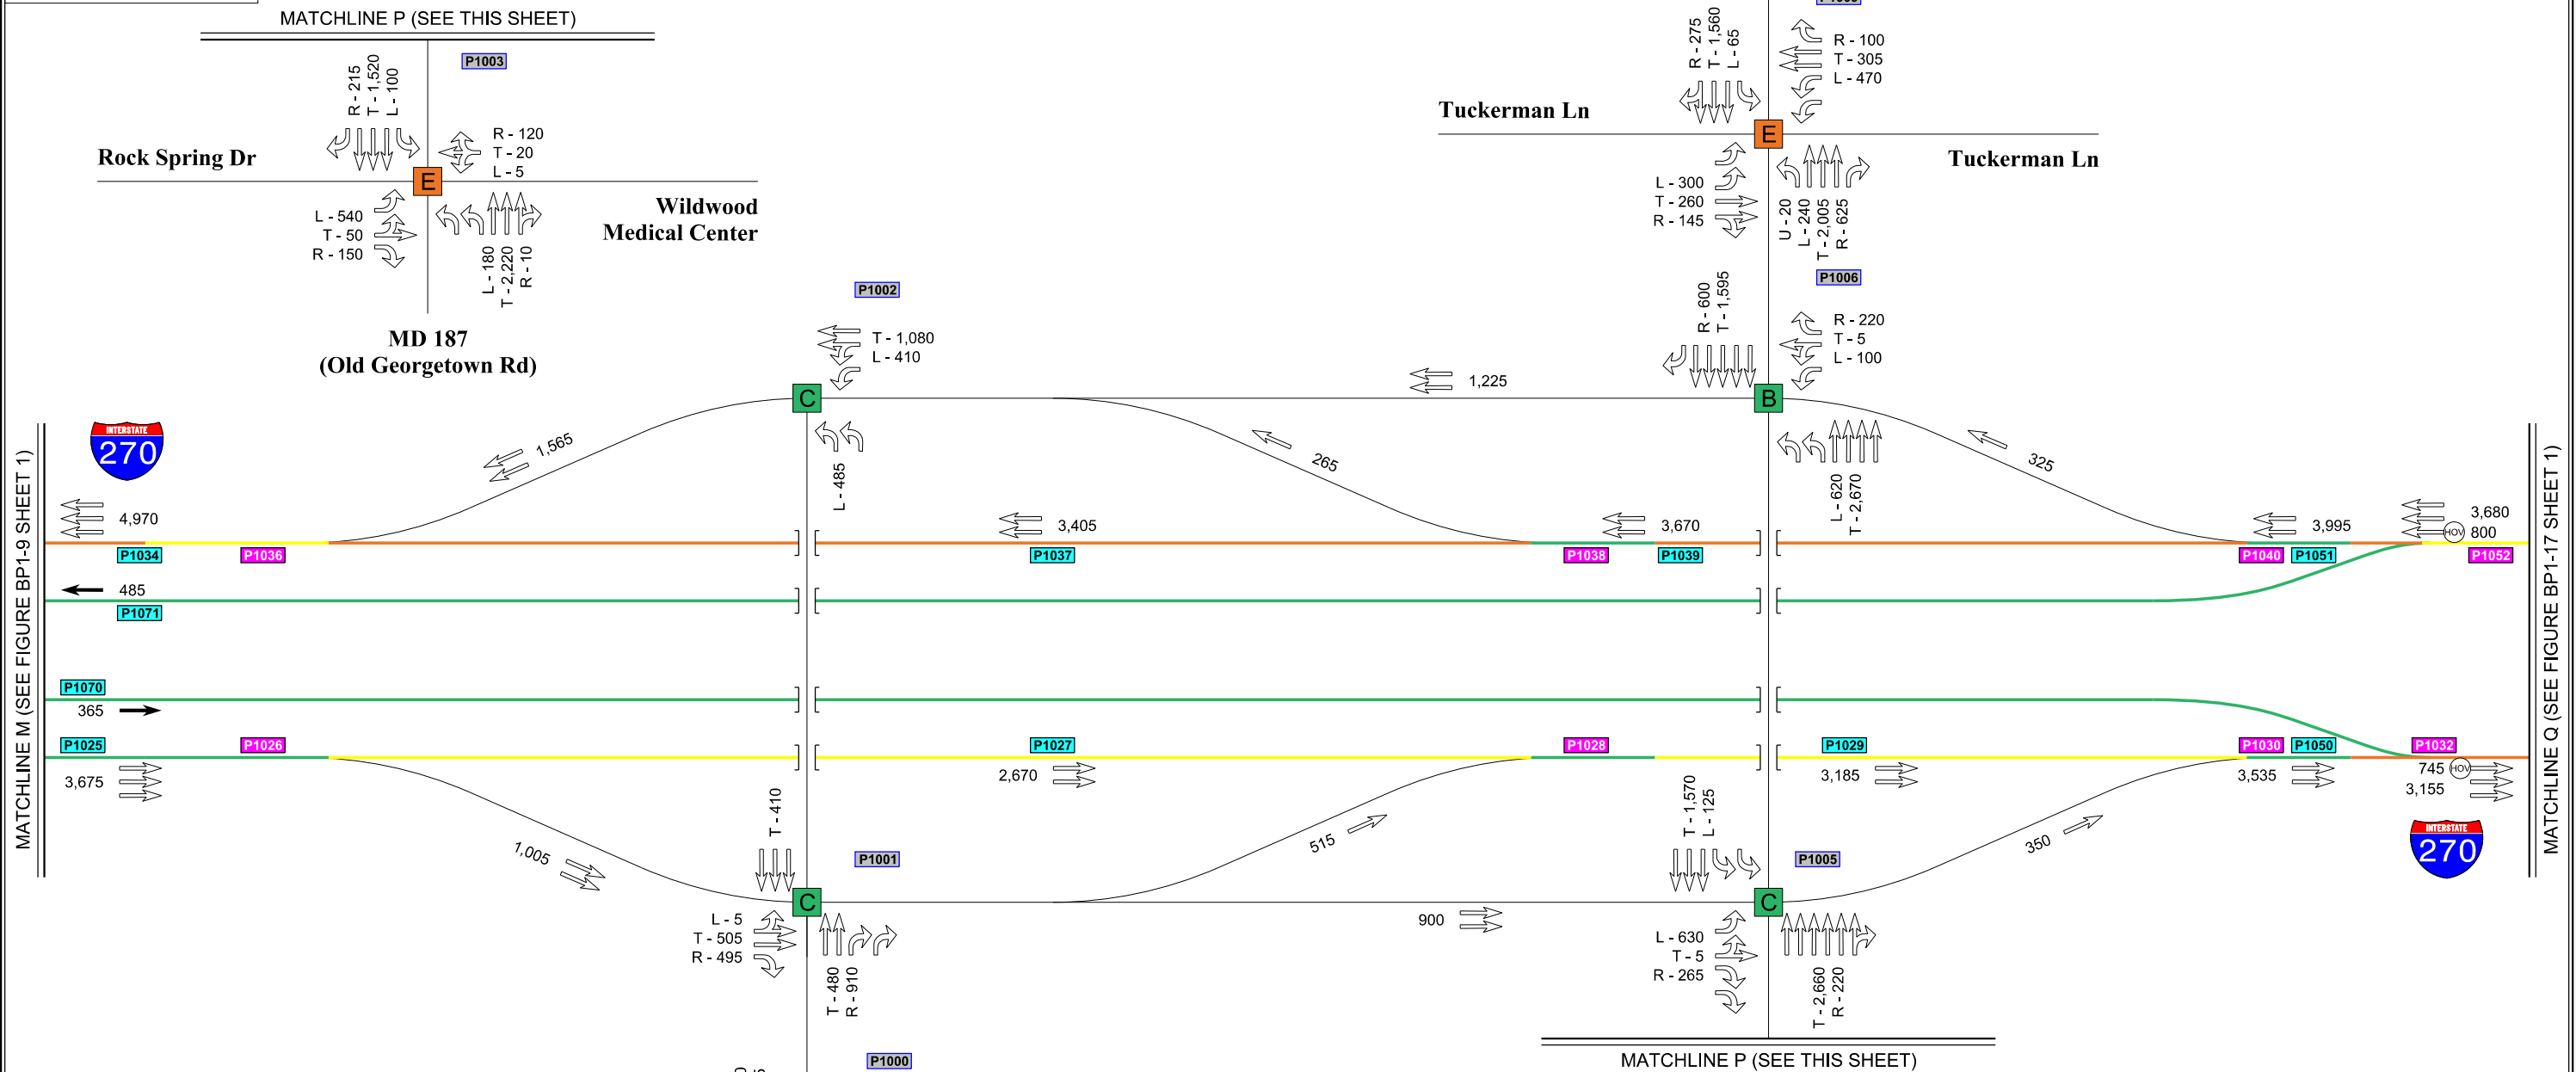 MATCHLINE P (SEE THIS SHEET)
P1003
R - 215
T - 1,520
L - 100
R - 120
T - 20
L - 5
Rock Spring Dr
E
L - 540
T - 50
R - 150
L - 180
T - 2,220
R - 10
Wildwood
Medical Center
MD 187
(Old Georgetown Rd)
R - 275
T - 1,560
L - 65
R - 100
T - 305
L - 470
Tuckerman Ln
E
Tuckerman Ln
L - 300
T - 260
R - 145
U - 20
L - 240
T - 2,005
R - 625
P1002
T - 1,080
L - 410
C
L - 485
1,225
R - 600
T - 1,595
P1006
R - 220
T - 5
L - 100
B
L - 620
T - 2,670
MATCHLINE M (SEE FIGURE BP1-9 SHEET 1)
INTERSTATE
270
1,565
265
325
4,970
P1034
P1036
3,405
P1037
P1038
3,670
P1039
P1040
3,995
P1051
3,680
HOV 800
P1052
485
P1071
MATCHLINE Q (SEE FIGURE BP1-17 SHEET 1)
P1070
365
P1025
3,675
P1026
P1027
2,670
P1028
P1029
3,185
P1030
P1050
3,535
P1032
745 HOV
3,155
INTERSTATE
270
1,005
T - 410
P1001
C
L - 5
T - 505
R - 495
T - 480
R - 910
515
900
T - 1,570
L - 125
P1005
C
350
L - 630
T - 5
R - 265
T - 2,660
R - 220
P1000
MATCHLINE P (SEE THIS SHEET)